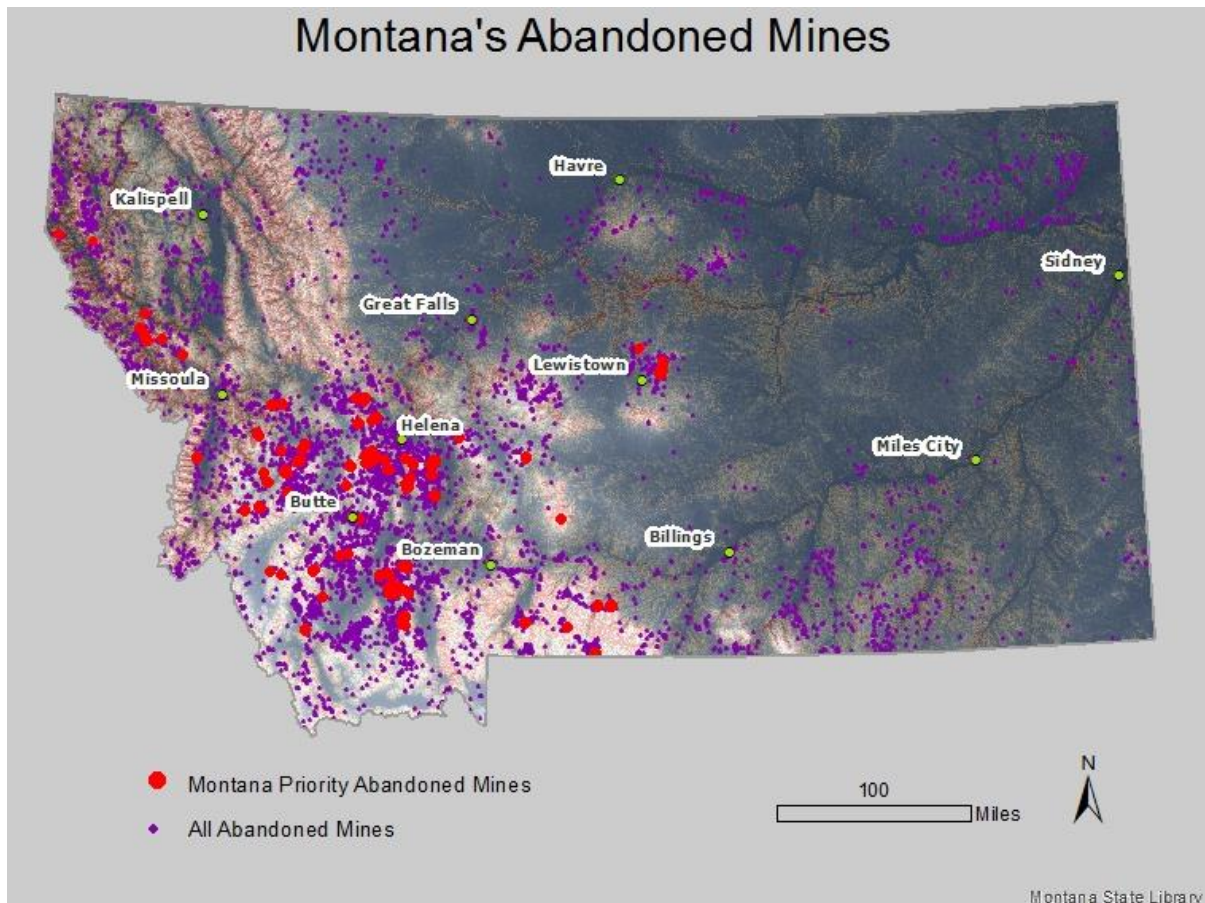 Montana's Abandoned Mines
Havre
Kalispell
Sidney
Great Falls
Lewistown
Missoula
Helena
Miles City
Butte
Billings
Bozeman
Montana Priority Abandoned Mines
All Abandoned Mines
100
Miles
N
Montana State Library